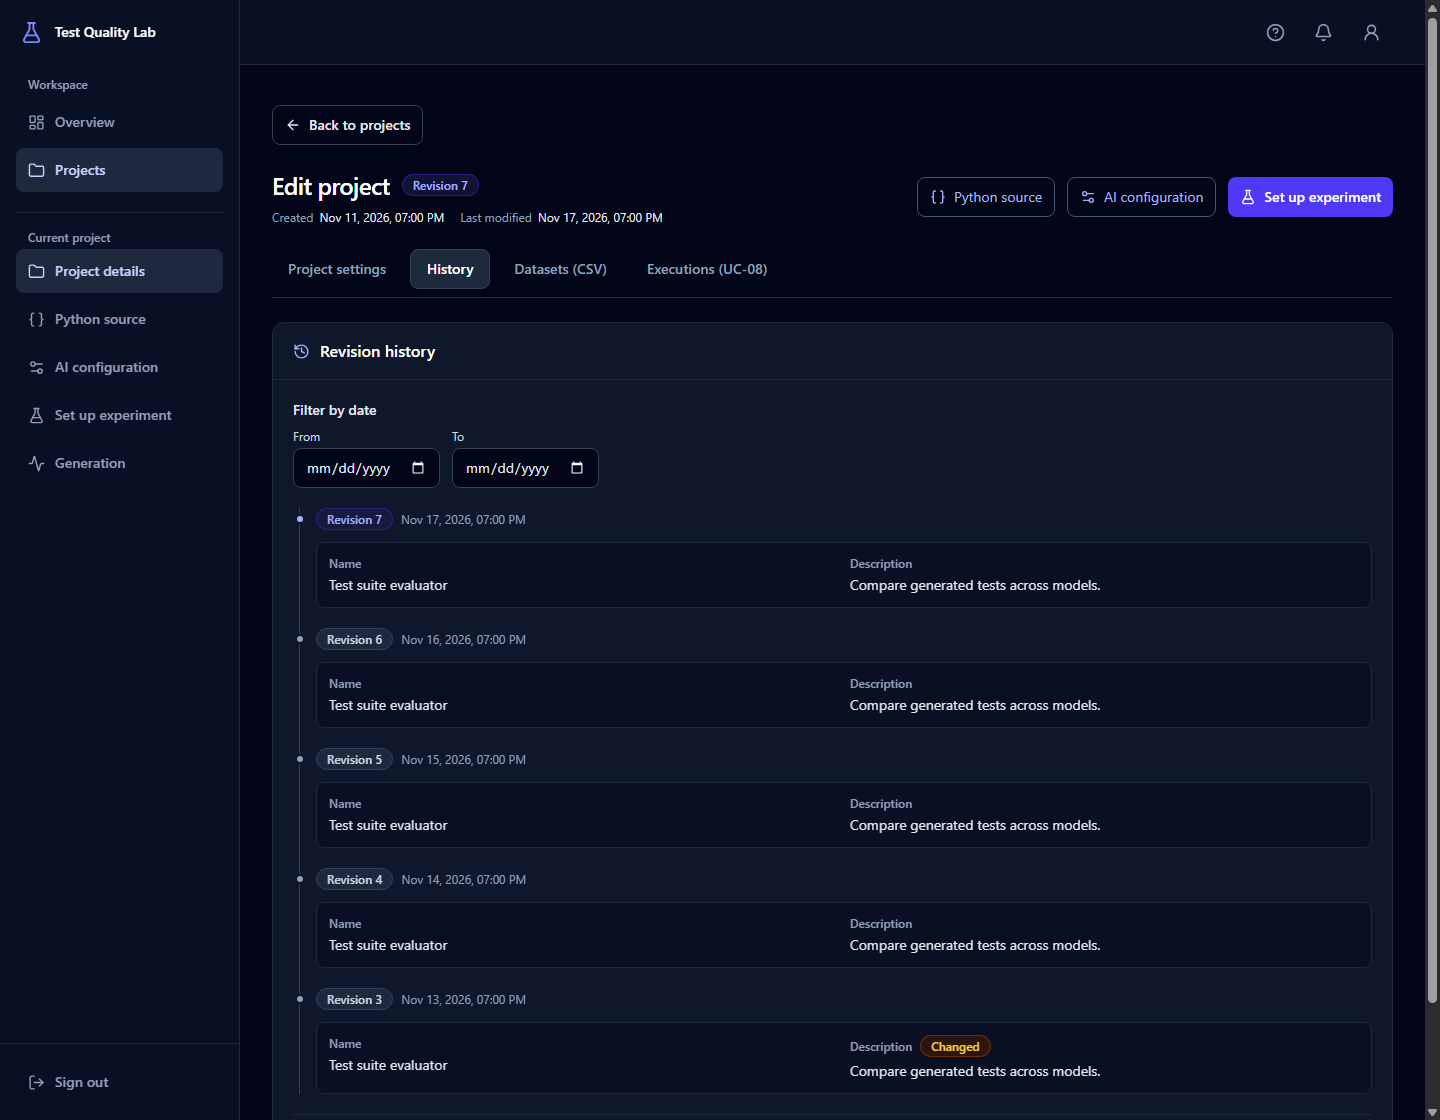 Test Quality Lab
Workspace
Overview
Projects
Current project
Project details
Python source
AI configuration
Set up experiment
Generation
Sign out
Back to projects
Edit project Revision 7
Created Nov 11, 2026, 07:00 PM Last modified Nov 17, 2026, 07:00 PM
Python source AI configuration Set up experiment
Project settings History Datasets (CSV) Executions (UC-08)
Revision history
Filter by date
From To
mm/dd/yyyy mm/dd/yyyy
Revision 7 Nov 17, 2026, 07:00 PM
Name Description
Test suite evaluator Compare generated tests across models.
Revision 6 Nov 16, 2026, 07:00 PM
Name Description
Test suite evaluator Compare generated tests across models.
Revision 5 Nov 15, 2026, 07:00 PM
Name Description
Test suite evaluator Compare generated tests across models.
Revision 4 Nov 14, 2026, 07:00 PM
Name Description
Test suite evaluator Compare generated tests across models.
Revision 3 Nov 13, 2026, 07:00 PM
Name Description Changed
Test suite evaluator Compare generated tests across models.